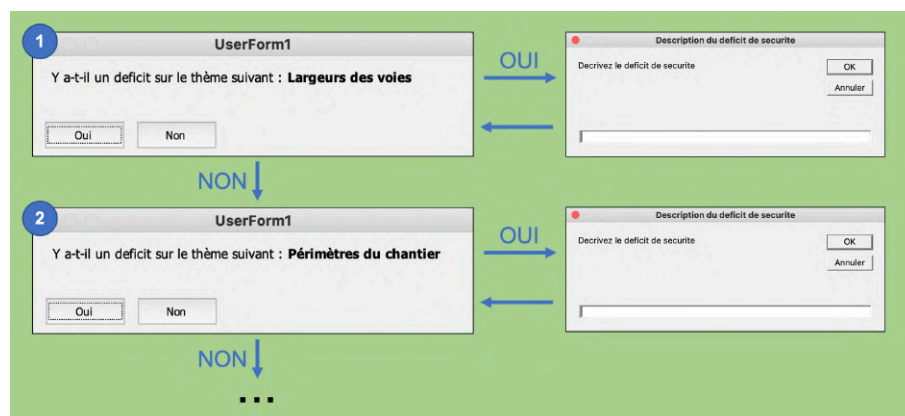 1
UserForm1
Y a-t-il un deficit sur le thème suivant : Largeurs des voies
Oui Non
OUI
Description du deficit de securite
Decrivez le deficit de securite
OK
Annuler
NON
2
UserForm1
Y a-t-il un deficit sur le thème suivant : Périmètres du chantier
Oui Non
OUI
Description du deficit de securite
Decrivez le deficit de securite
OK
Annuler
NON
...